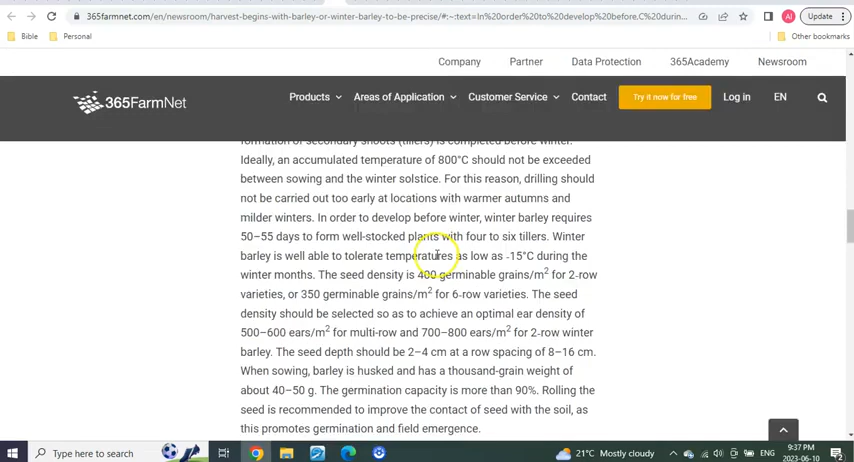 365farmnet.com/en/newsroom/harvest-begins-with-barley-or-winter-barley-to-be-precise/#:~:text=In%20order%20to%20develop%20before,C%20durin...
AI
Update
Bible
Personal
Other bookmarks
Company Partner Data Protection 365Academy Newsroom
365FarmNet
Products Areas of Application Customer Service Contact Try it now for free Log in EN
formation of secondary shoots (tillers) is completed before winter.
Ideally, an accumulated temperature of 800°C should not be exceeded
between sowing and the winter solstice. For this reason, drilling should
not be carried out too early at locations with warmer autumns and
milder winters. In order to develop before winter, winter barley requires
50–55 days to form well-stocked plants with four to six tillers. Winter
barley is well able to tolerate temperatures as low as -15°C during the
winter months. The seed density is 400 germinable grains/m² for 2-row
varieties, or 350 germinable grains/m² for 6-row varieties. The seed
density should be selected so as to achieve an optimal ear density of
500–600 ears/m² for multi-row and 700–800 ears/m² for 2-row winter
barley. The seed depth should be 2–4 cm at a row spacing of 8–16 cm.
When sowing, barley is husked and has a thousand-grain weight of
about 40–50 g. The germination capacity is more than 90%. Rolling the
seed is recommended to improve the contact of seed with the soil, as
this promotes germination and field emergence.
Type here to search
21°C Mostly cloudy
ENG
9:37 PM
2023-06-10
2